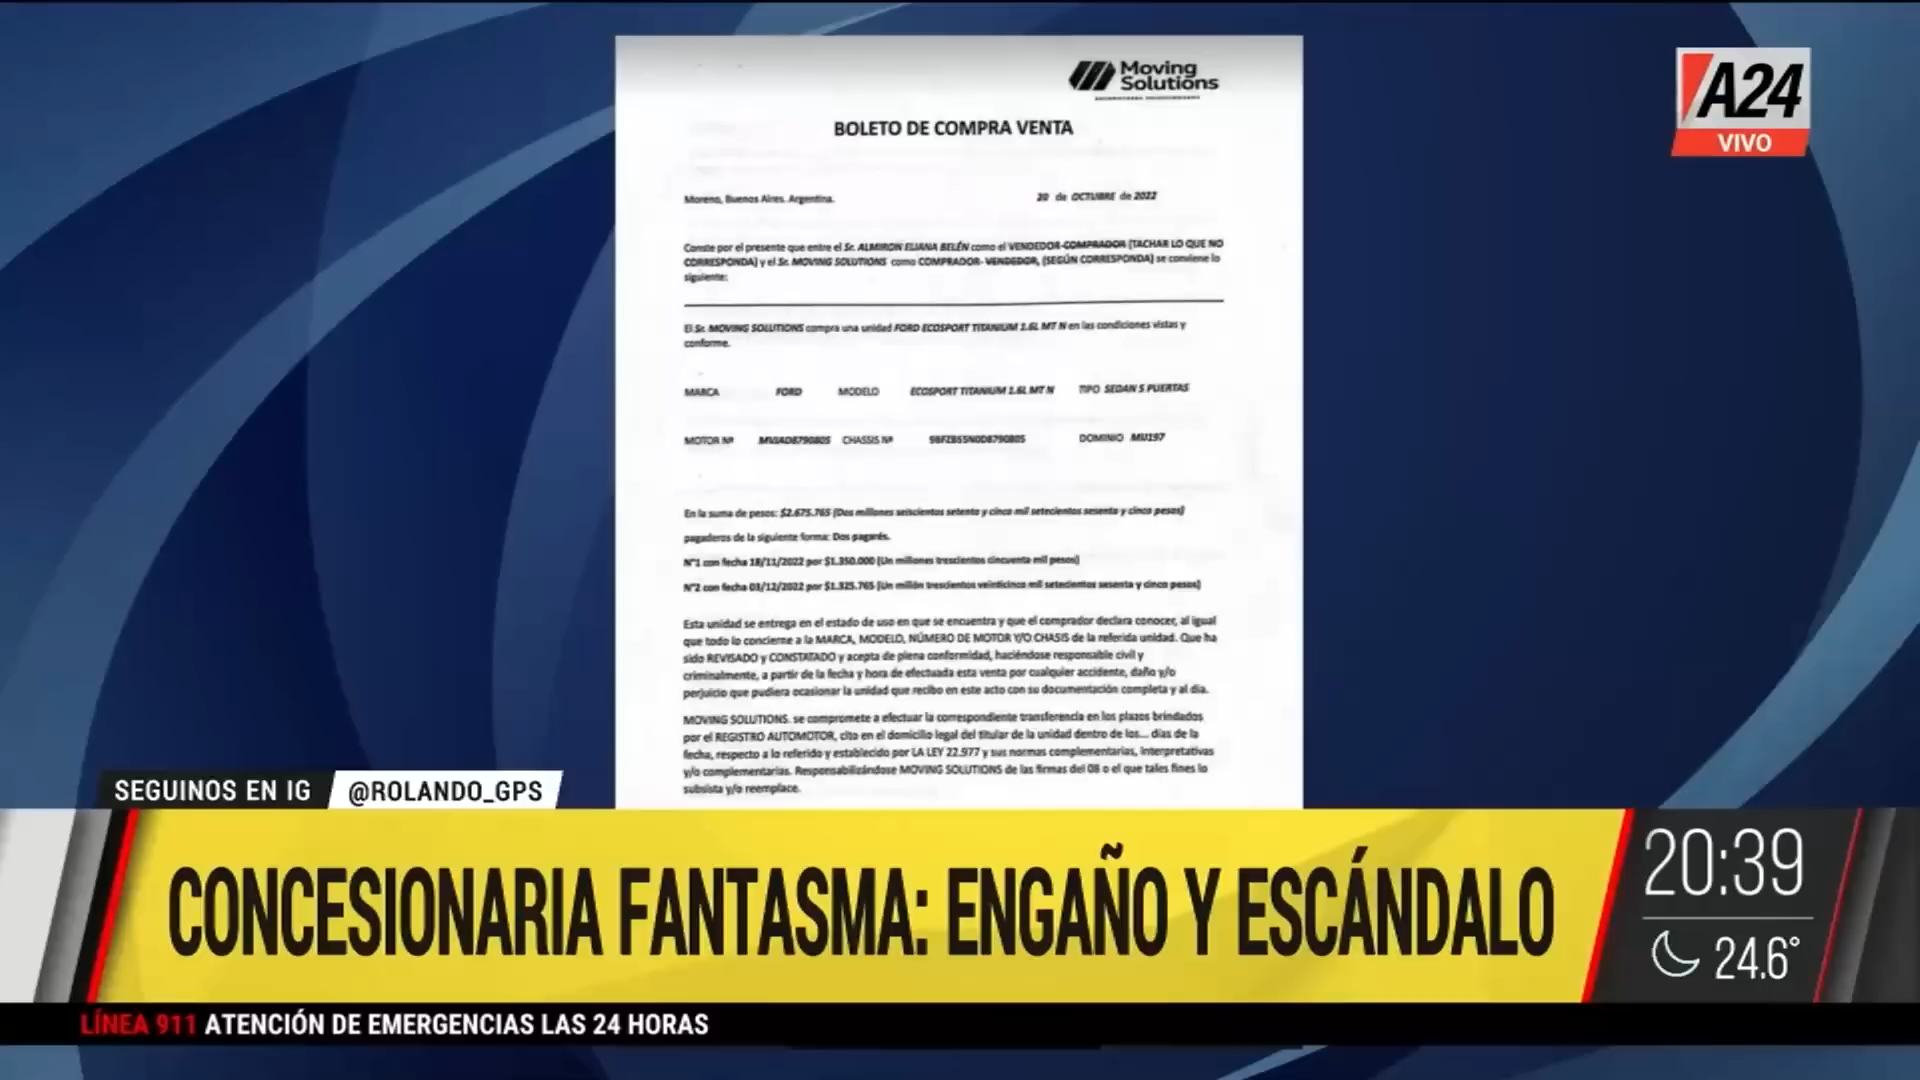 Moving
Solutions
A24
VIVO
BOLETO DE COMPRA VENTA
Moreno, Buenos Aires. Argentina. 20 de OCTUBRE de 2022
Conste por el presente que entre el Sr. ALMIRON ELIANA BELÉN como el VENDEDOR-COMPRADOR (TACHAR LO QUE NO
CORRESPONDA) y el Sr. MOVING SOLUTIONS como COMPRADOR- VENDEDOR, (SEGÚN CORRESPONDA) se conviene lo
siguiente:
El Sr. MOVING SOLUTIONS compra una unidad FORD ECOSPORT TITANIUM 1.6L MT N en las condiciones vistas y
conforme.
MARCA FORD MODELO ECOSPORT TITANIUM 1.6L MT N TIPO SEDAN 5 PUERTAS
MOTOR Nº CHASSIS Nº DOMINIO
En la suma de pesos: $2.675.765 (Dos millones seiscientos setenta y cinco mil setecientos sesenta y cinco pesos)
pagaderos de la siguiente forma: Dos pagarés.
N°1 con fecha 18/11/2022 por $1.350.000 (Un millones trescientos cincuenta mil pesos)
N°2 con fecha 03/12/2022 por $1.325.765 (Un millón trescientos veinticinco mil setecientos sesenta y cinco pesos)
Esta unidad se entrega en el estado de uso en que se encuentra y que el comprador declara conocer, al igual
que todo lo concierne a la MARCA, MODELO, NÚMERO DE MOTOR Y/O CHASIS de la referida unidad. Que ha
sido REVISADO y CONSTATADO y acepta de plena conformidad, haciéndose responsable civil y
criminalmente, a partir de la fecha y hora de efectuada esta venta por cualquier accidente, daño y/o
perjuicio que pudiera ocasionar la unidad que recibo en este acto con su documentación completa y al día.
MOVING SOLUTIONS. se compromete a efectuar la correspondiente transferencia en los plazos brindados
por el REGISTRO AUTOMOTOR, cito en el domicilio legal del titular de la unidad dentro de los... días de la
fecha, respecto a lo referido y establecido por LA LEY 22.977 y sus normas complementarias, interpretativas
y/o complementarias. Responsabilizándose MOVING SOLUTIONS de las firmas del 08 o el que tales fines lo
subsista y/o reemplace.
SEGUINOS EN IG @ROLANDO_GPS
CONCESIONARIA FANTASMA: ENGAÑO Y ESCÁNDALO
20:39
24.6°
LÍNEA 911 ATENCIÓN DE EMERGENCIAS LAS 24 HORAS